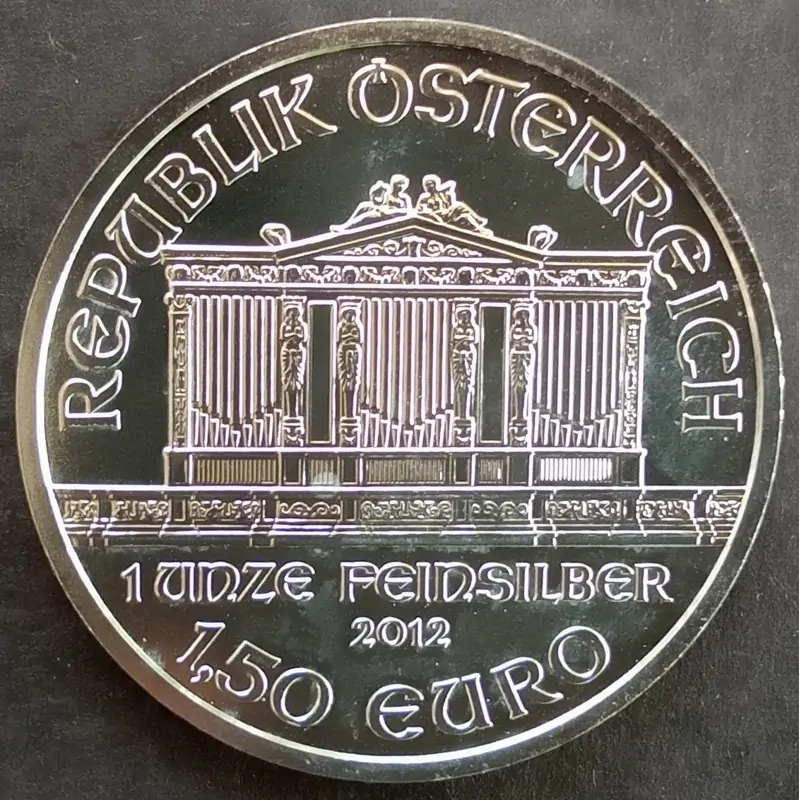 REPUBLIK ÖSTERREICH
1 UNZE FEINSILBER
2012
1,50 EURO